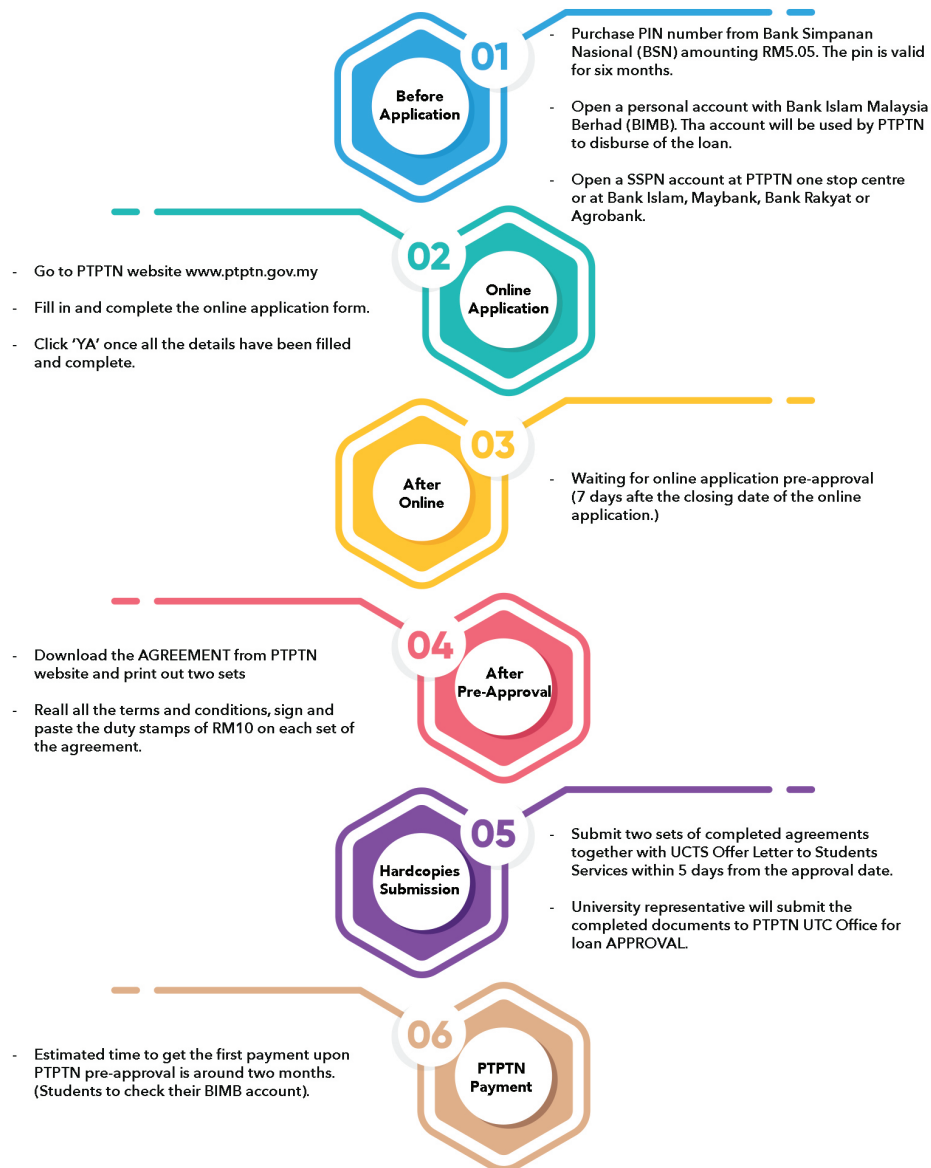 01
Before
Application
- Purchase PIN number from Bank Simpanan
Nasional (BSN) amounting RM5.05. The pin is valid
for six months.
- Open a personal account with Bank Islam Malaysia
Berhad (BIMB). Tha account will be used by PTPTN
to disburse of the loan.
- Open a SSPN account at PTPTN one stop centre
or at Bank Islam, Maybank, Bank Rakyat or
Agrobank.
02
Online
Application
- Go to PTPTN website www.ptptn.gov.my
- Fill in and complete the online application form.
- Click ‘YA’ once all the details have been filled
and complete.
03
After
Online
- Waiting for online application pre-approval
(7 days afte the closing date of the online
application.)
04
After
Pre-Approval
- Download the AGREEMENT from PTPTN
website and print out two sets
- Reall all the terms and conditions, sign and
paste the duty stamps of RM10 on each set of
the agreement.
05
Hardcopies
Submission
- Submit two sets of completed agreements
together with UCTS Offer Letter to Students
Services within 5 days from the approval date.
- University representative will submit the
completed documents to PTPTN UTC Office for
loan APPROVAL.
06
PTPTN
Payment
- Estimated time to get the first payment upon
PTPTN pre-approval is around two months.
(Students to check their BIMB account).